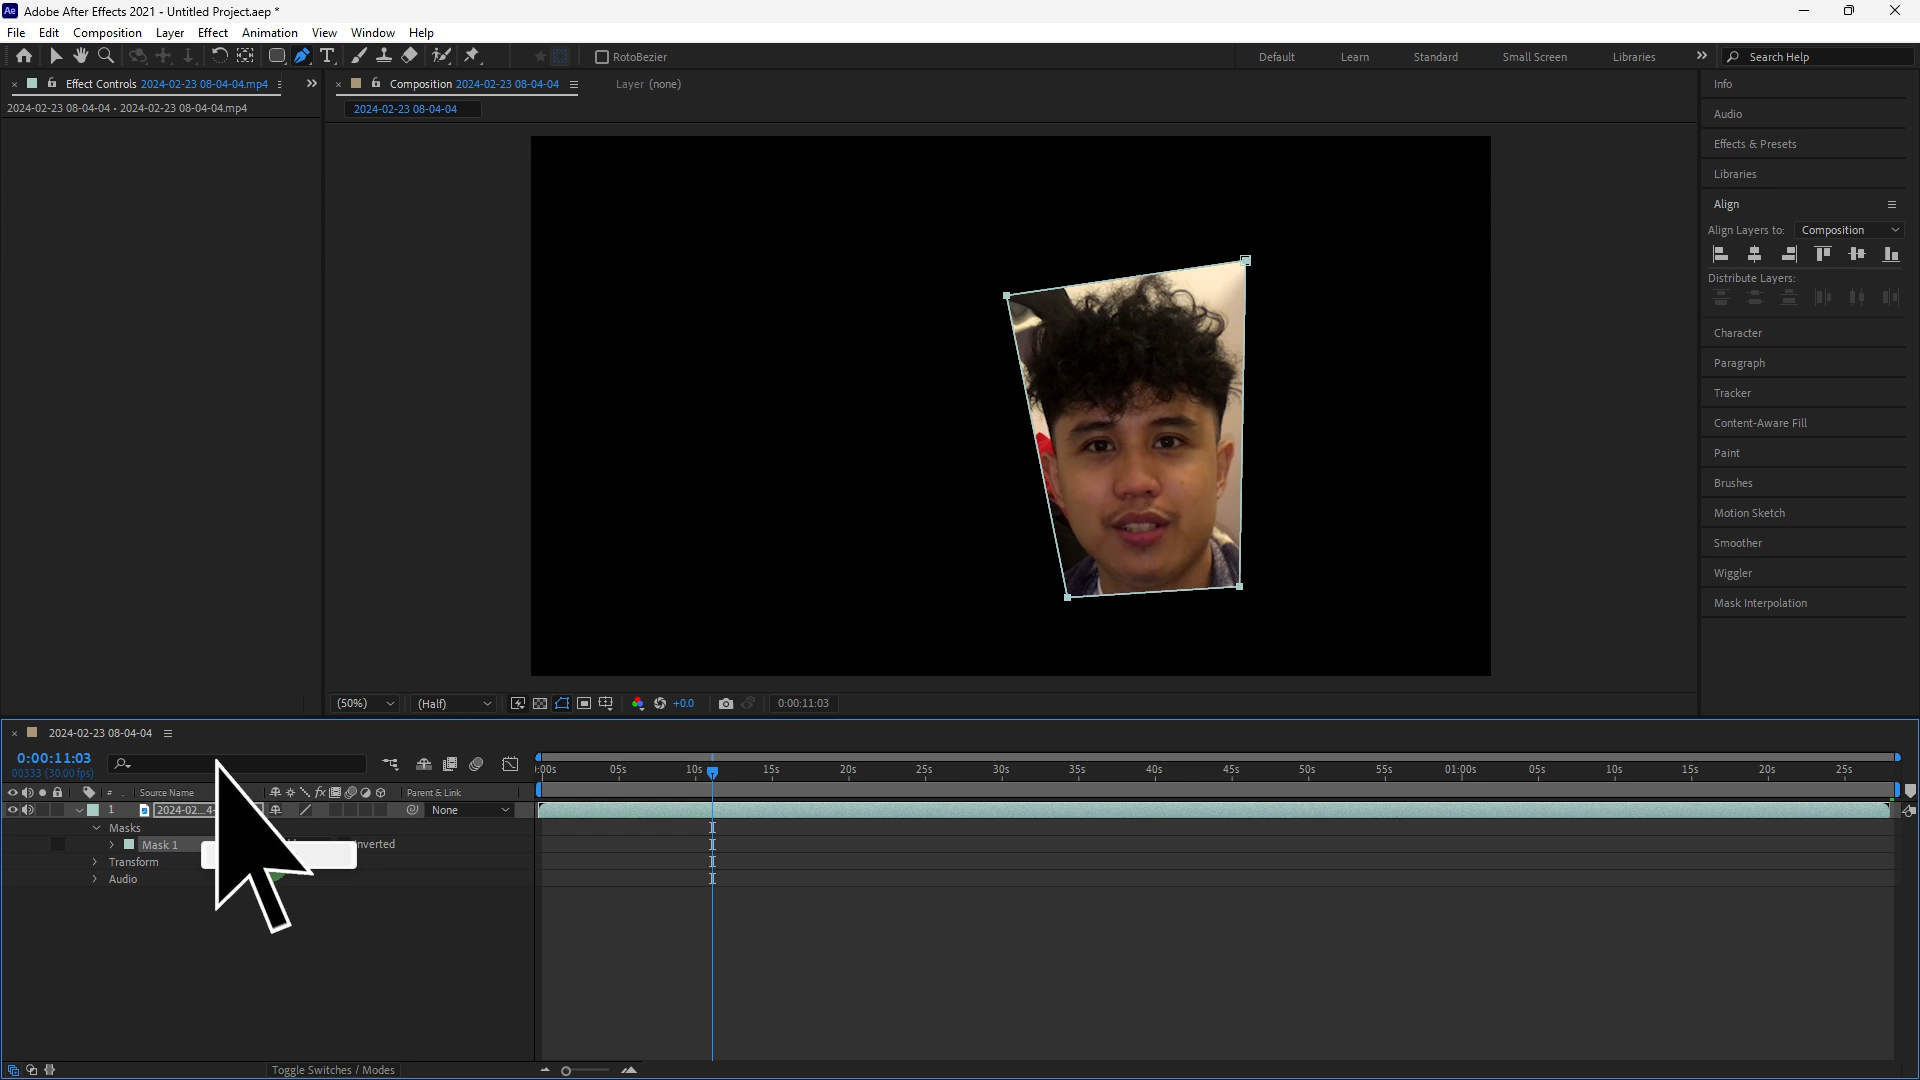 Ae Adobe After Effects 2021 - Untitled Project.aep *
File Edit Composition Layer Effect Animation View Window Help
RotoBezier
Default Learn Standard Small Screen Libraries
Search Help
Effect Controls 2024-02-23 08-04-04.mp4
2024-02-23 08-04-04 • 2024-02-23 08-04-04.mp4
Composition 2024-02-23 08-04-04
Layer (none)
2024-02-23 08-04-04
Info
Audio
Effects & Presets
Libraries
Align
Align Layers to: Composition
Distribute Layers:
Character
Paragraph
Tracker
Content-Aware Fill
Paint
Brushes
Motion Sketch
Smoother
Wiggler
Mask Interpolation
(50%) (Half) +0.0 0:00:11:03
2024-02-23 08-04-04
0:00:11:03
00333 (30.00 fps)
:00s 05s 10s 15s 20s 25s 30s 35s 40s 45s 50s 55s 01:00s 05s 10s 15s 20s 25s
# Source Name fx Parent & Link
1 2024-02...4- None
Masks
Mask 1 nverted
Transform
Audio
Toggle Switches / Modes